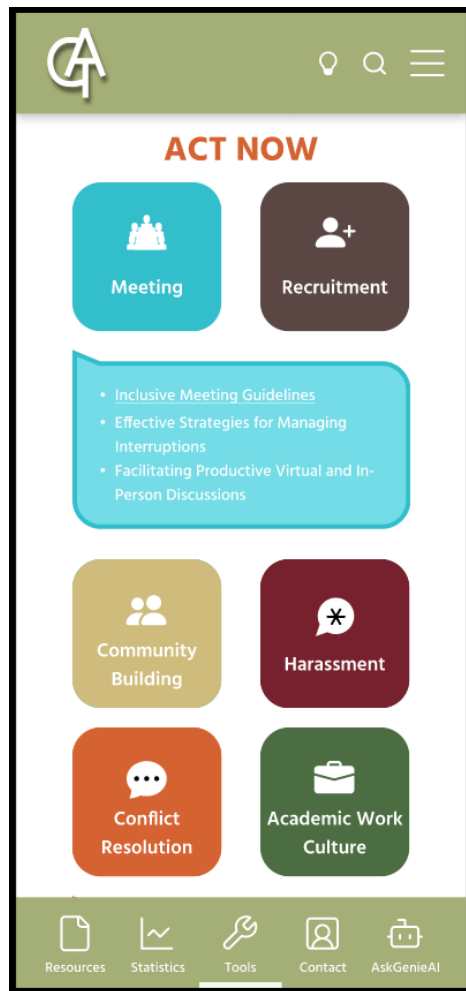 CAT
ACT NOW
Meeting
Recruitment
• Inclusive Meeting Guidelines
• Effective Strategies for Managing
Interruptions
• Facilitating Productive Virtual and In-
Person Discussions
Community
Building
Harassment
Conflict
Resolution
Academic Work
Culture
Resources
Statistics
Tools
Contact
AskGenieAI